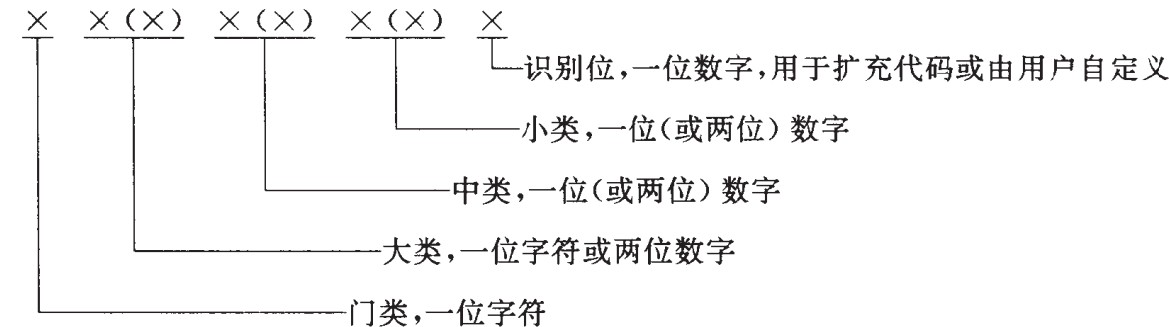 × ×(×) ×(×) ×(×) ×
识别位,一位数字,用于扩充代码或由用户自定义
小类,一位(或两位)数字
中类,一位(或两位)数字
大类,一位字符或两位数字
门类,一位字符